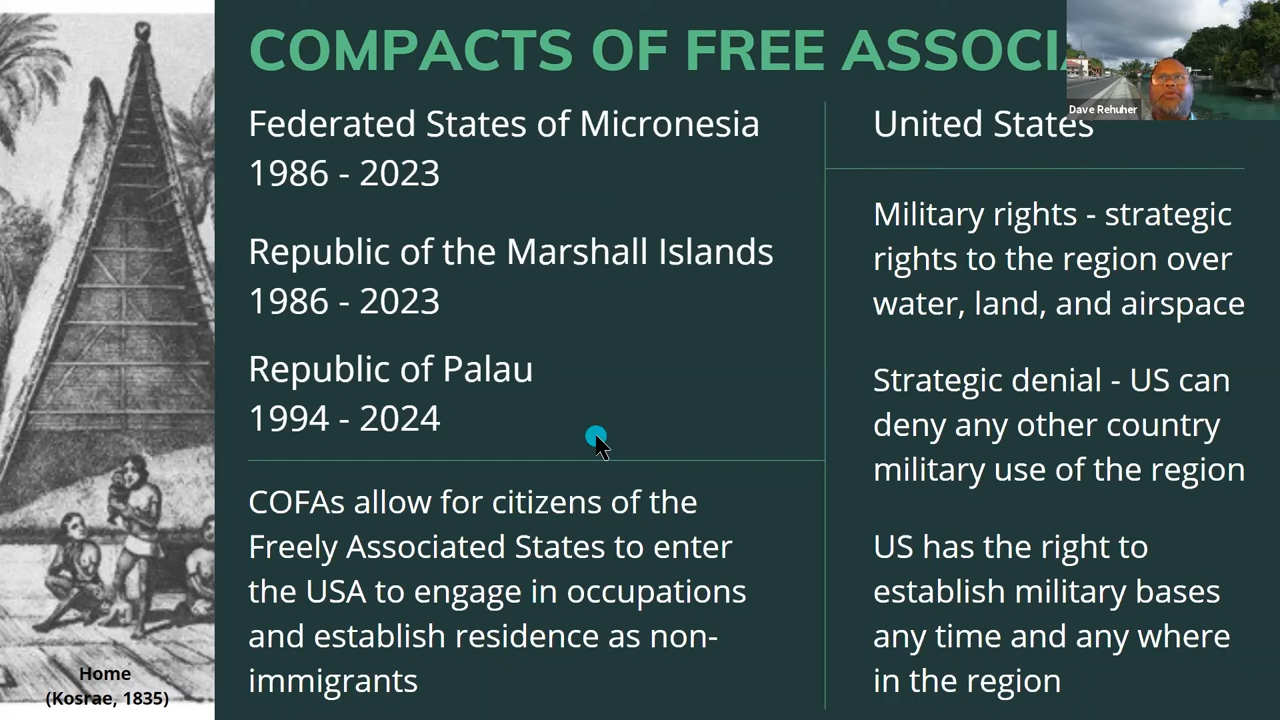 COMPACTS OF FREE ASSOCI
Dave Rehuher
Federated States of Micronesia
1986 - 2023
Republic of the Marshall Islands
1986 - 2023
Republic of Palau
1994 - 2024
COFAs allow for citizens of the
Freely Associated States to enter
the USA to engage in occupations
and establish residence as non-
immigrants
United States
Military rights - strategic
rights to the region over
water, land, and airspace
Strategic denial - US can
deny any other country
military use of the region
US has the right to
establish military bases
any time and any where
in the region
Home
(Kosrae, 1835)